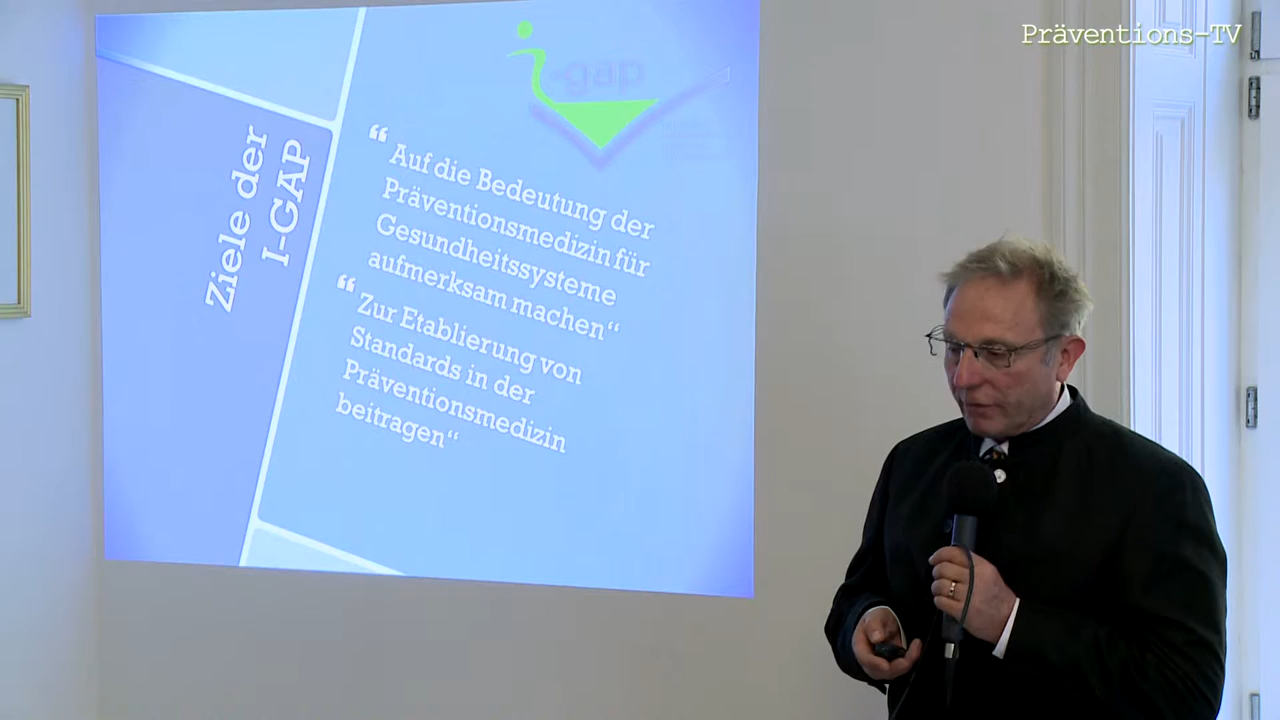 Präventions-TV
i-gap
Ziele der
I-GAP
“ Auf die Bedeutung der
Präventionsmedizin für
Gesundheitssysteme
aufmerksam machen“
“ Zur Etablierung von
Standards in der
Präventionsmedizin
beitragen“